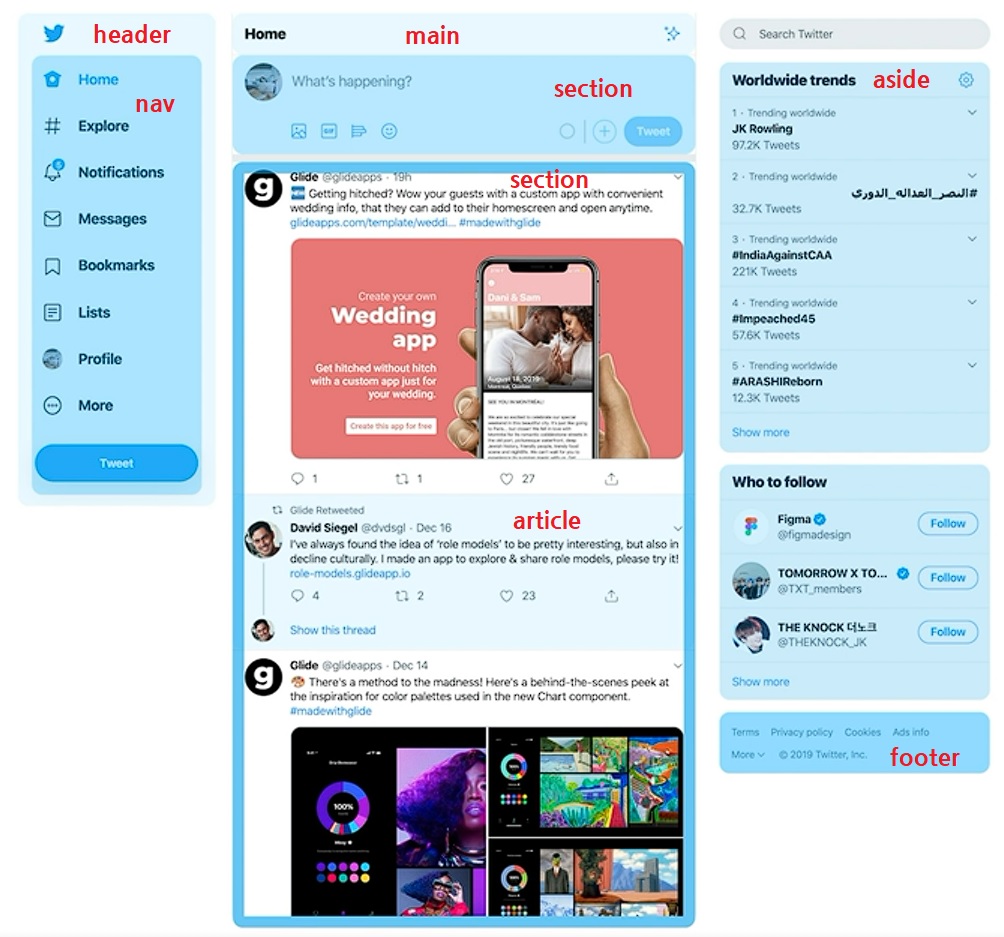 header
Home
nav
Explore
Notifications
Messages
Bookmarks
Lists
Profile
More
Tweet
Home
main
What's happening?
section
GIF
Tweet
section
Glide @glideapps · 19h
Getting hitched? Wow your guests with a custom app with convenient
wedding info, that they can add to their homescreen and open anytime.
glideapps.com/template/weddi... #madewithglide
Create your own
Wedding
app
Get hitched without hitch
with a custom app just for
your wedding.
Create this app for free
Dani & Sam
August 18, 2019
Montreal, Quebec
SEE YOU IN MONTRÉAL!
1 1 27
Glide Retweeted
article
David Siegel @dvdsgl · Dec 16
I've always found the idea of 'role models' to be pretty interesting, but also in
decline culturally. I made an app to explore & share role models, please try it!
role-models.glideapp.io
4 2 23
Show this thread
Glide @glideapps · Dec 14
There's a method to the madness! Here's a behind-the-scenes peek at
the inspiration for color palettes used in the new Chart component.
#madewithglide
100%
100%
100%
Search Twitter
Worldwide trends
aside
1 · Trending worldwide
JK Rowling
97.2K Tweets
2 · Trending worldwide
#النصر_العداله_الدوري
32.7K Tweets
3 · Trending worldwide
#IndiaAgainstCAA
221K Tweets
4 · Trending worldwide
#Impeached45
57.6K Tweets
5 · Trending worldwide
#ARASHIReborn
12.3K Tweets
Show more
Who to follow
Figma
@figmadesign
Follow
TOMORROW X TO...
@TXT_members
Follow
THE KNOCK 더노크
@THEKNOCK_JK
Follow
Show more
Terms Privacy policy Cookies Ads info
More © 2019 Twitter, Inc.
footer